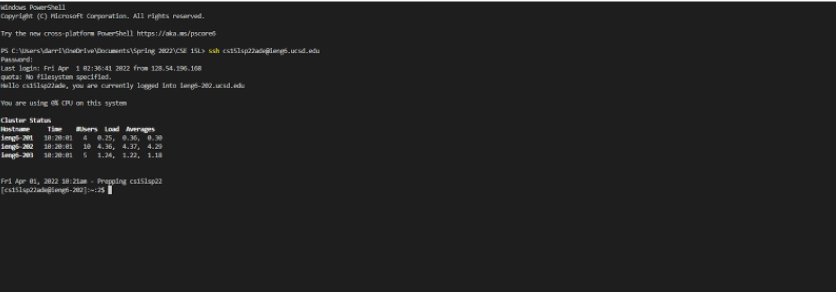 Windows PowerShell
Copyright (C) Microsoft Corporation. All rights reserved.
Try the new cross-platform PowerShell https://aka.ms/pscore6
PS C:\Users\darri\OneDrive\Documents\Spring 2022\CSE 15L> ssh cs15lsp22ade@ieng6.ucsd.edu
Password:
Last login: Fri Apr 1 02:36:41 2022 from 128.54.196.168
quota: No filesystem specified.
Hello cs15lsp22ade, you are currently logged into ieng6-202.ucsd.edu
You are using 0% CPU on this system
Cluster Status
Hostname Time #Users Load Averages
ieng6-201 10:20:01 4 0.25, 0.36, 0.30
ieng6-202 10:20:01 10 4.36, 4.37, 4.29
ieng6-203 10:20:01 5 1.24, 1.22, 1.18
Fri Apr 01, 2022 10:21am - Prepping cs15lsp22
[cs15lsp22ade@ieng6-202]:~:2$